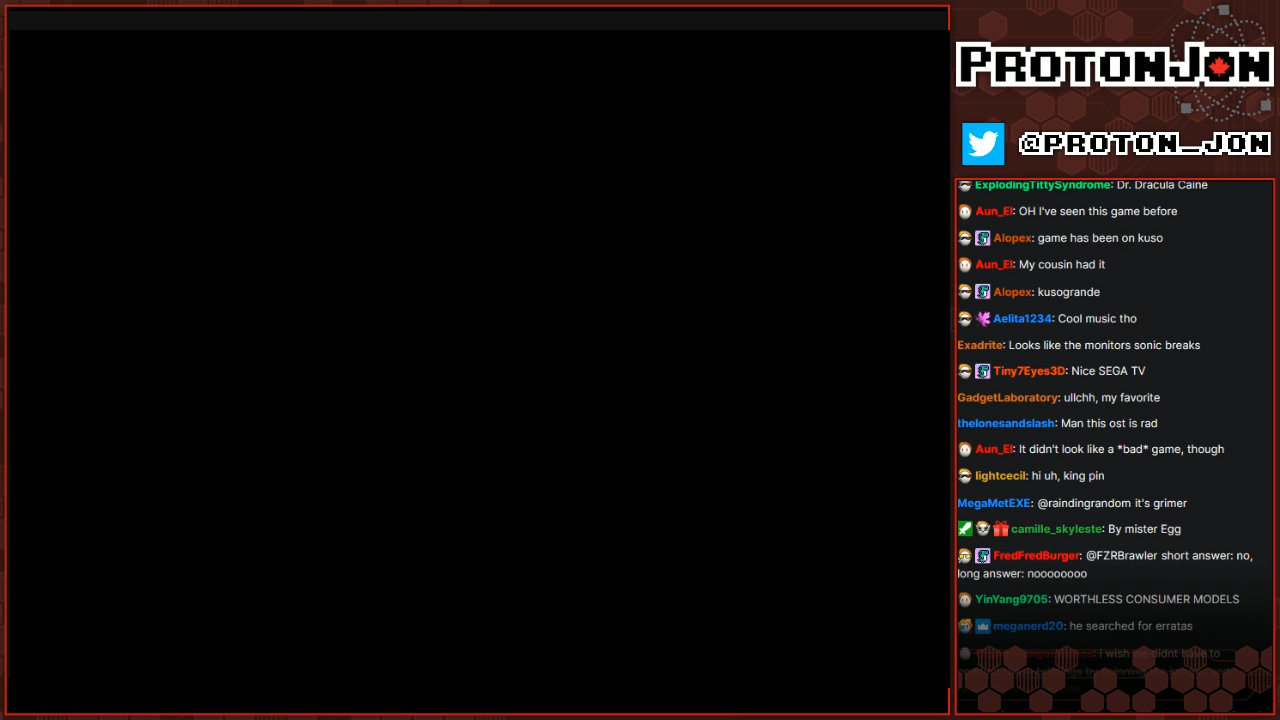 PROTONJON
@PROTON_JON
ExplodingTittySyndrome: Dr. Dracula Caine
Aun_El: OH I've seen this game before
Alopex: game has been on kuso
Aun_El: My cousin had it
Alopex: kusogrande
Aelita1234: Cool music tho
Exadrite: Looks like the monitors sonic breaks
Tiny7Eyes3D: Nice SEGA TV
GadgetLaboratory: ullchh, my favorite
thelonesandslash: Man this ost is rad
Aun_El: It didn't look like a *bad* game, though
lightcecil: hi uh, king pin
MegaMetEXE: @raindingrandom it's grimer
camille_skyleste: By mister Egg
FredFredBurger: @FZRBrawler short answer: no,
long answer: noooooooo
YinYang9705: WORTHLESS CONSUMER MODELS
meganerd20: he searched for erratas
I wish didnt have to